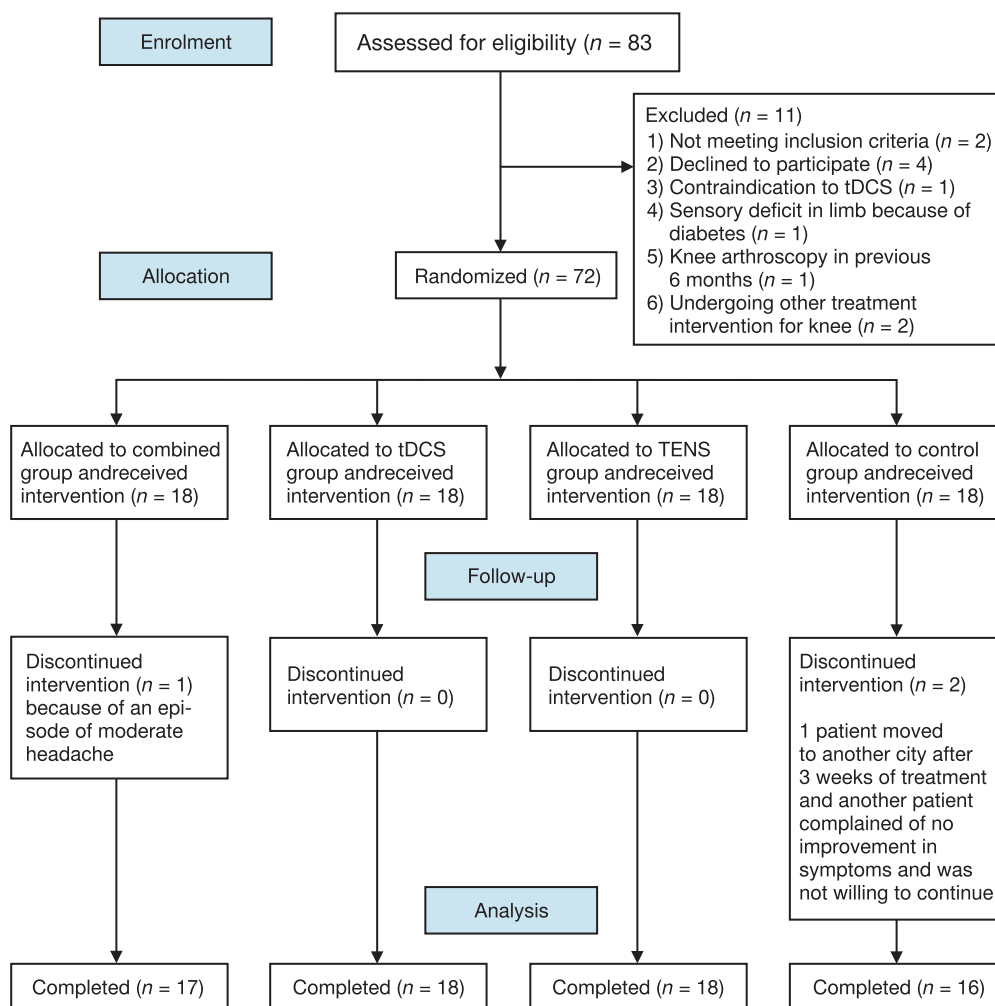 Enrolment
Assessed for eligibility (n = 83
Excluded (n = 11)
1) Not meeting inclusion criteria (n = 2)
2) Declined to participate (n = 4)
3) Contraindication to tDCS (n = 1)
4) Sensory deficit in limb because of
diabetes (n = 1)
5) Knee arthroscopy in previous
6 months (n = 1)
6) Undergoing other treatment
intervention for knee (n = 2)
Allocation
Randomized (n = 72)
Allocated to combined
group andreceived
intervention (n = 18)
Allocated to tDCS
group andreceived
intervention (n = 18)
Allocated to TENS
group andreceived
intervention (n = 18)
Allocated to control
group andreceived
intervention (n = 18)
Follow-up
Discontinued
intervention (n = 1)
because of an epi-
sode of moderate
headache
Discontinued
intervention (n = 0)
Discontinued
intervention (n = 0)
Discontinued
intervention (n = 2)
1 patient moved
to another city after
3 weeks of treatment
and another patient
complained of no
improvement in
symptoms and was
not willing to continue
Analysis
Completed (n = 17)
Completed (n = 18)
Completed (n = 18)
Completed (n = 16)